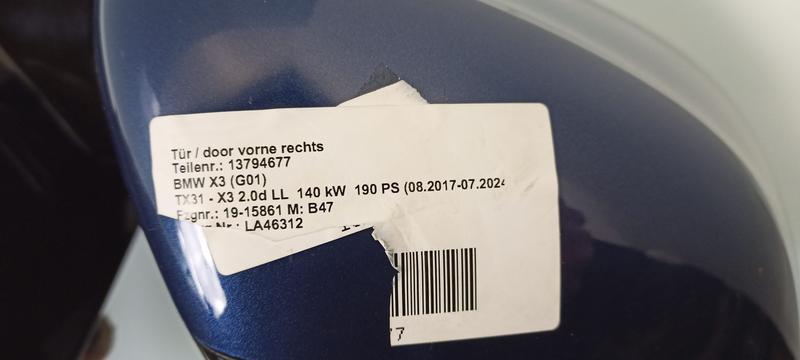 Tür / door vorne rechts
Teilenr.: 13794677
BMW X3 (G01)
TX31 - X3 2.0d LL 140 kW 190 PS (08.2017-07.2024
19-15861 M: B47
LA46312
7